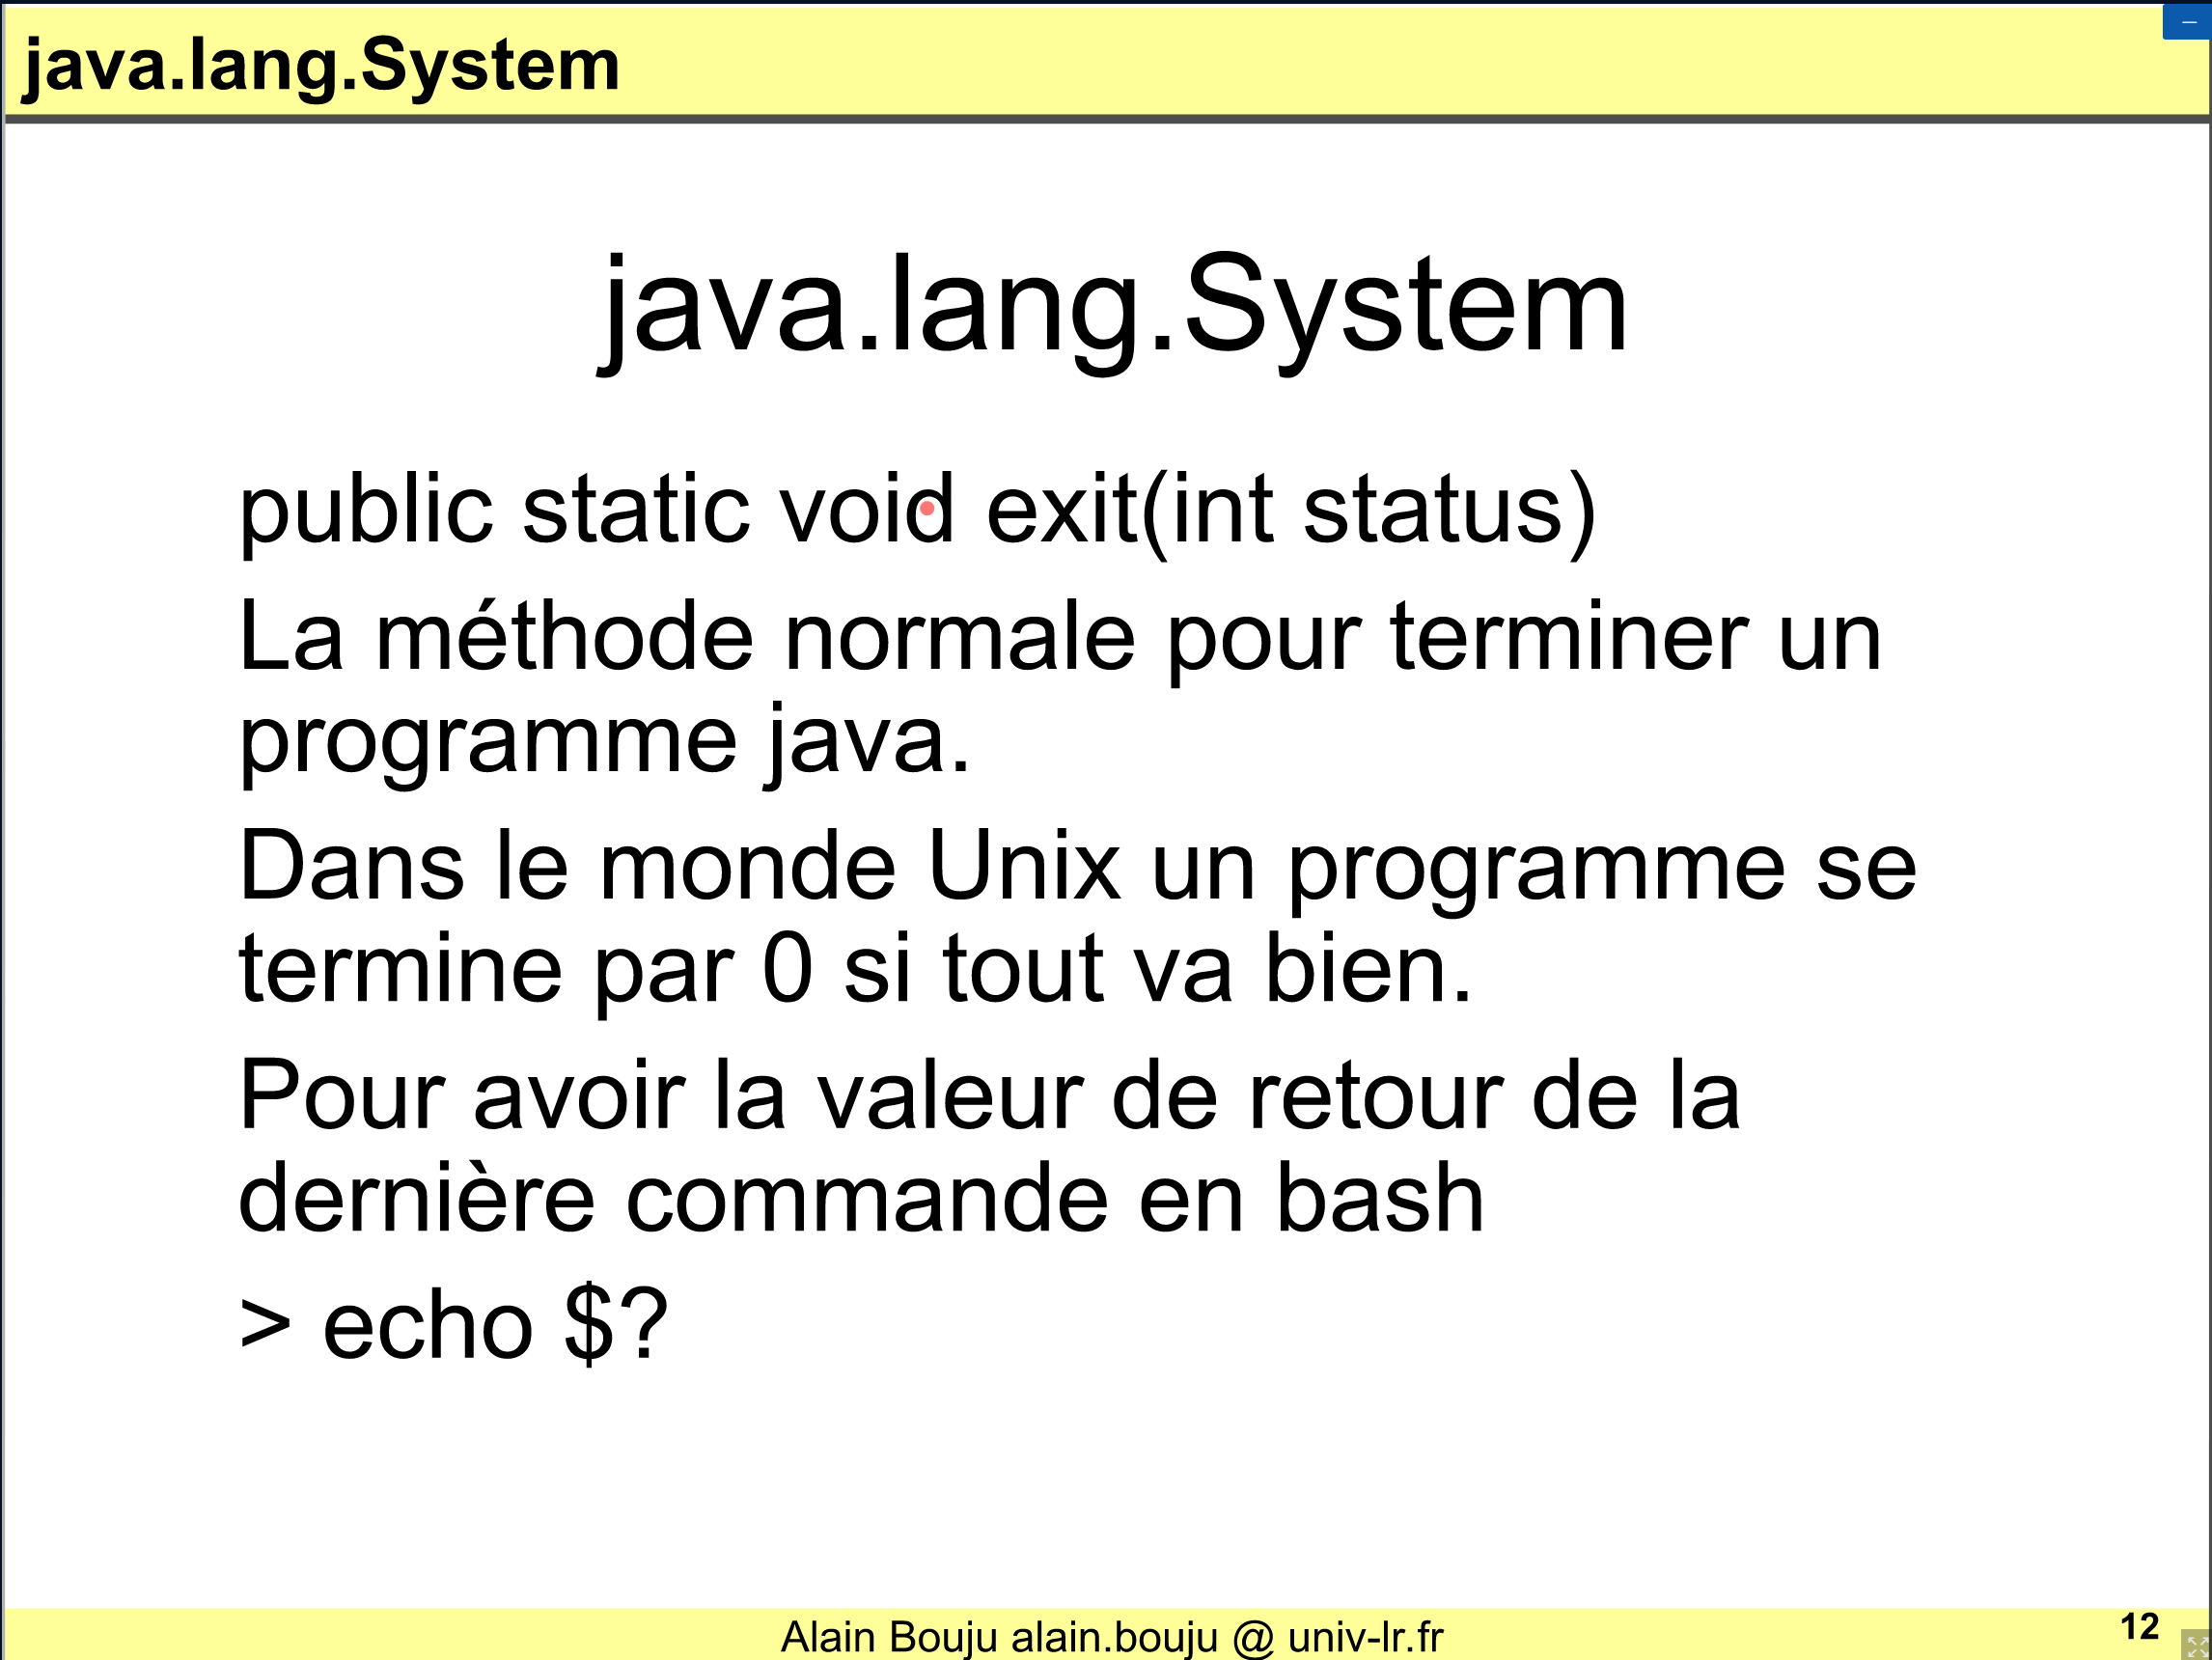 java.lang.System
java.lang.System
public static void exit(int status)
La méthode normale pour terminer un
programme java.
Dans le monde Unix un programme se
termine par 0 si tout va bien.
Pour avoir la valeur de retour de la
dernière commande en bash
> echo $?
Alain Bouju alain.bouju @ univ-lr.fr
12